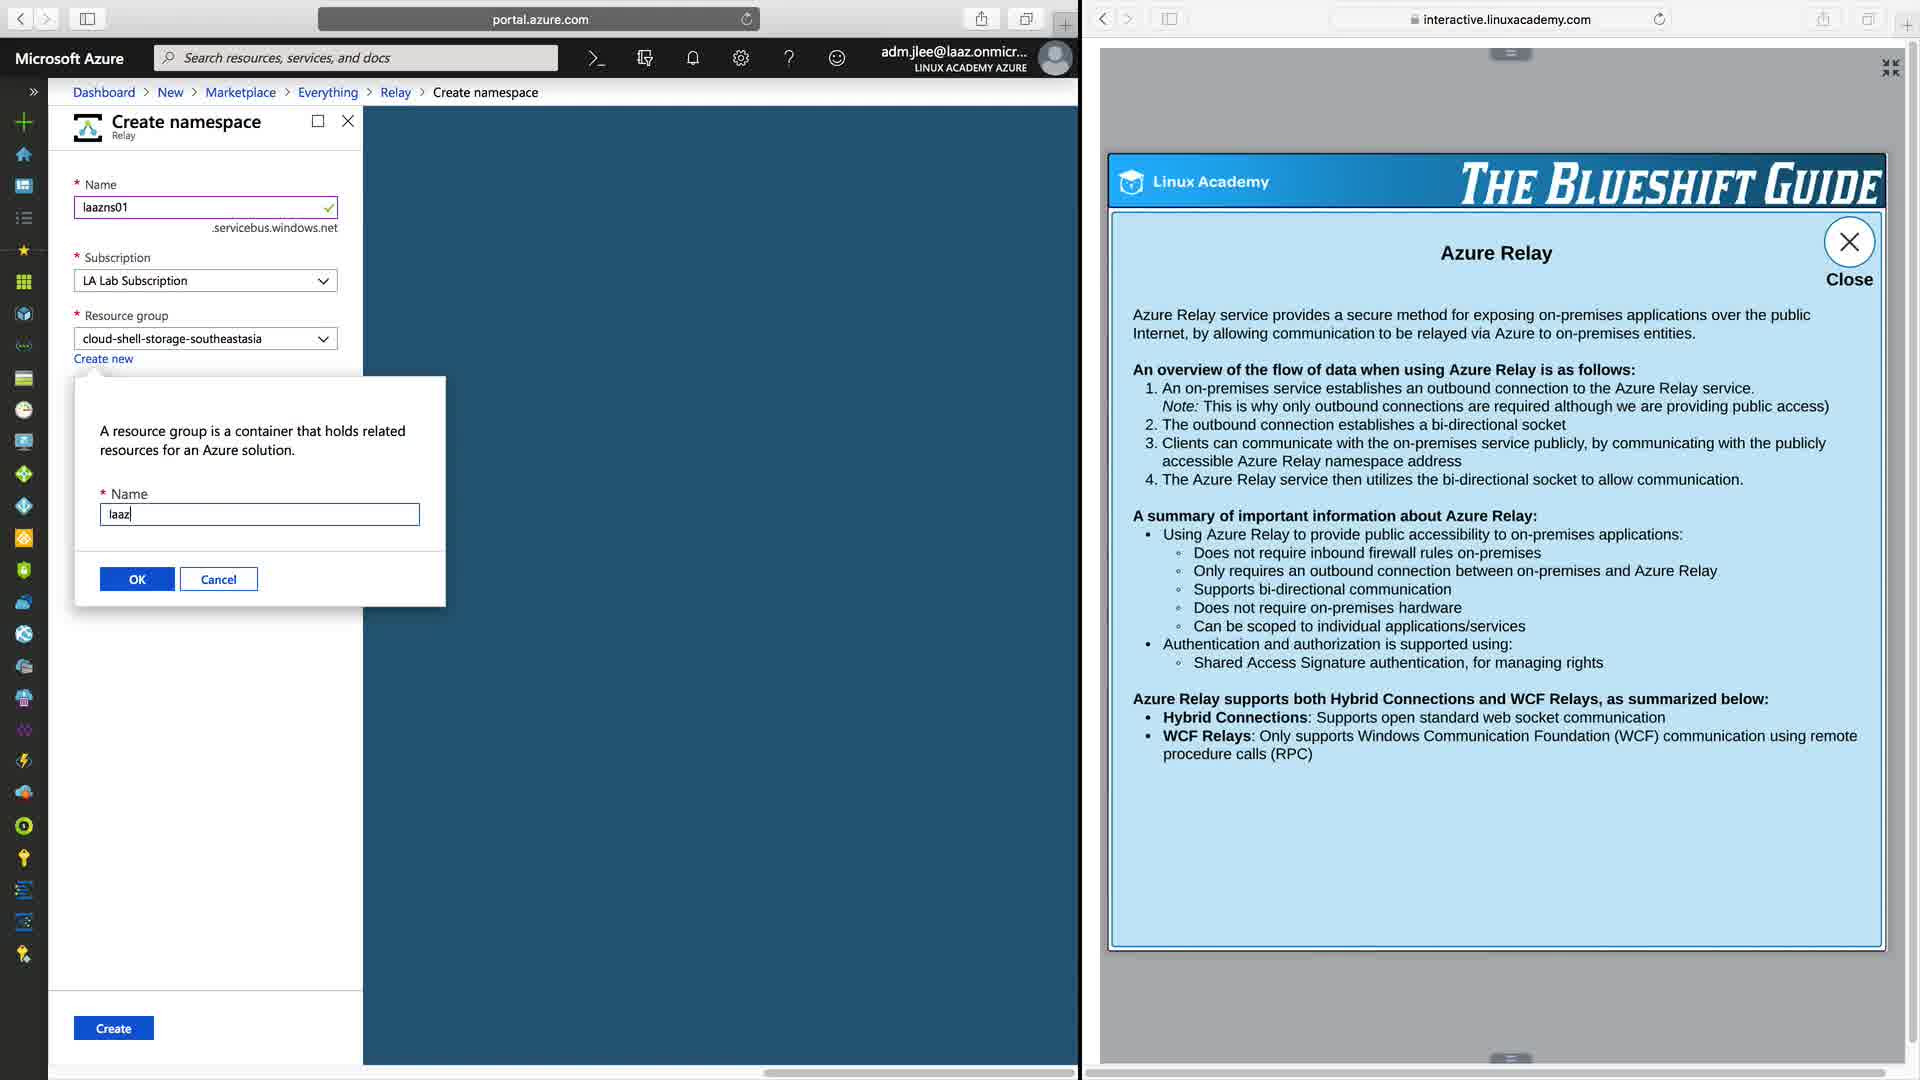 portal.azure.com
Microsoft Azure
Search resources, services, and docs
adm.jlee@laaz.onmicr...
LINUX ACADEMY AZURE
Dashboard > New > Marketplace > Everything > Relay > Create namespace
Create namespace
Relay
* Name
laazns01
.servicebus.windows.net
* Subscription
LA Lab Subscription
* Resource group
cloud-shell-storage-southeastasia
Create new
A resource group is a container that holds related
resources for an Azure solution.
* Name
laaz
OK
Cancel
Create
interactive.linuxacademy.com
Linux Academy
THE BLUESHIFT GUIDE
Azure Relay
Close
Azure Relay service provides a secure method for exposing on-premises applications over the public
Internet, by allowing communication to be relayed via Azure to on-premises entities.
An overview of the flow of data when using Azure Relay is as follows:
1. An on-premises service establishes an outbound connection to the Azure Relay service.
Note: This is why only outbound connections are required although we are providing public access)
2. The outbound connection establishes a bi-directional socket
3. Clients can communicate with the on-premises service publicly, by communicating with the publicly
accessible Azure Relay namespace address
4. The Azure Relay service then utilizes the bi-directional socket to allow communication.
A summary of important information about Azure Relay:
• Using Azure Relay to provide public accessibility to on-premises applications:
◦ Does not require inbound firewall rules on-premises
◦ Only requires an outbound connection between on-premises and Azure Relay
◦ Supports bi-directional communication
◦ Does not require on-premises hardware
◦ Can be scoped to individual applications/services
• Authentication and authorization is supported using:
◦ Shared Access Signature authentication, for managing rights
Azure Relay supports both Hybrid Connections and WCF Relays, as summarized below:
• Hybrid Connections: Supports open standard web socket communication
• WCF Relays: Only supports Windows Communication Foundation (WCF) communication using remote
procedure calls (RPC)